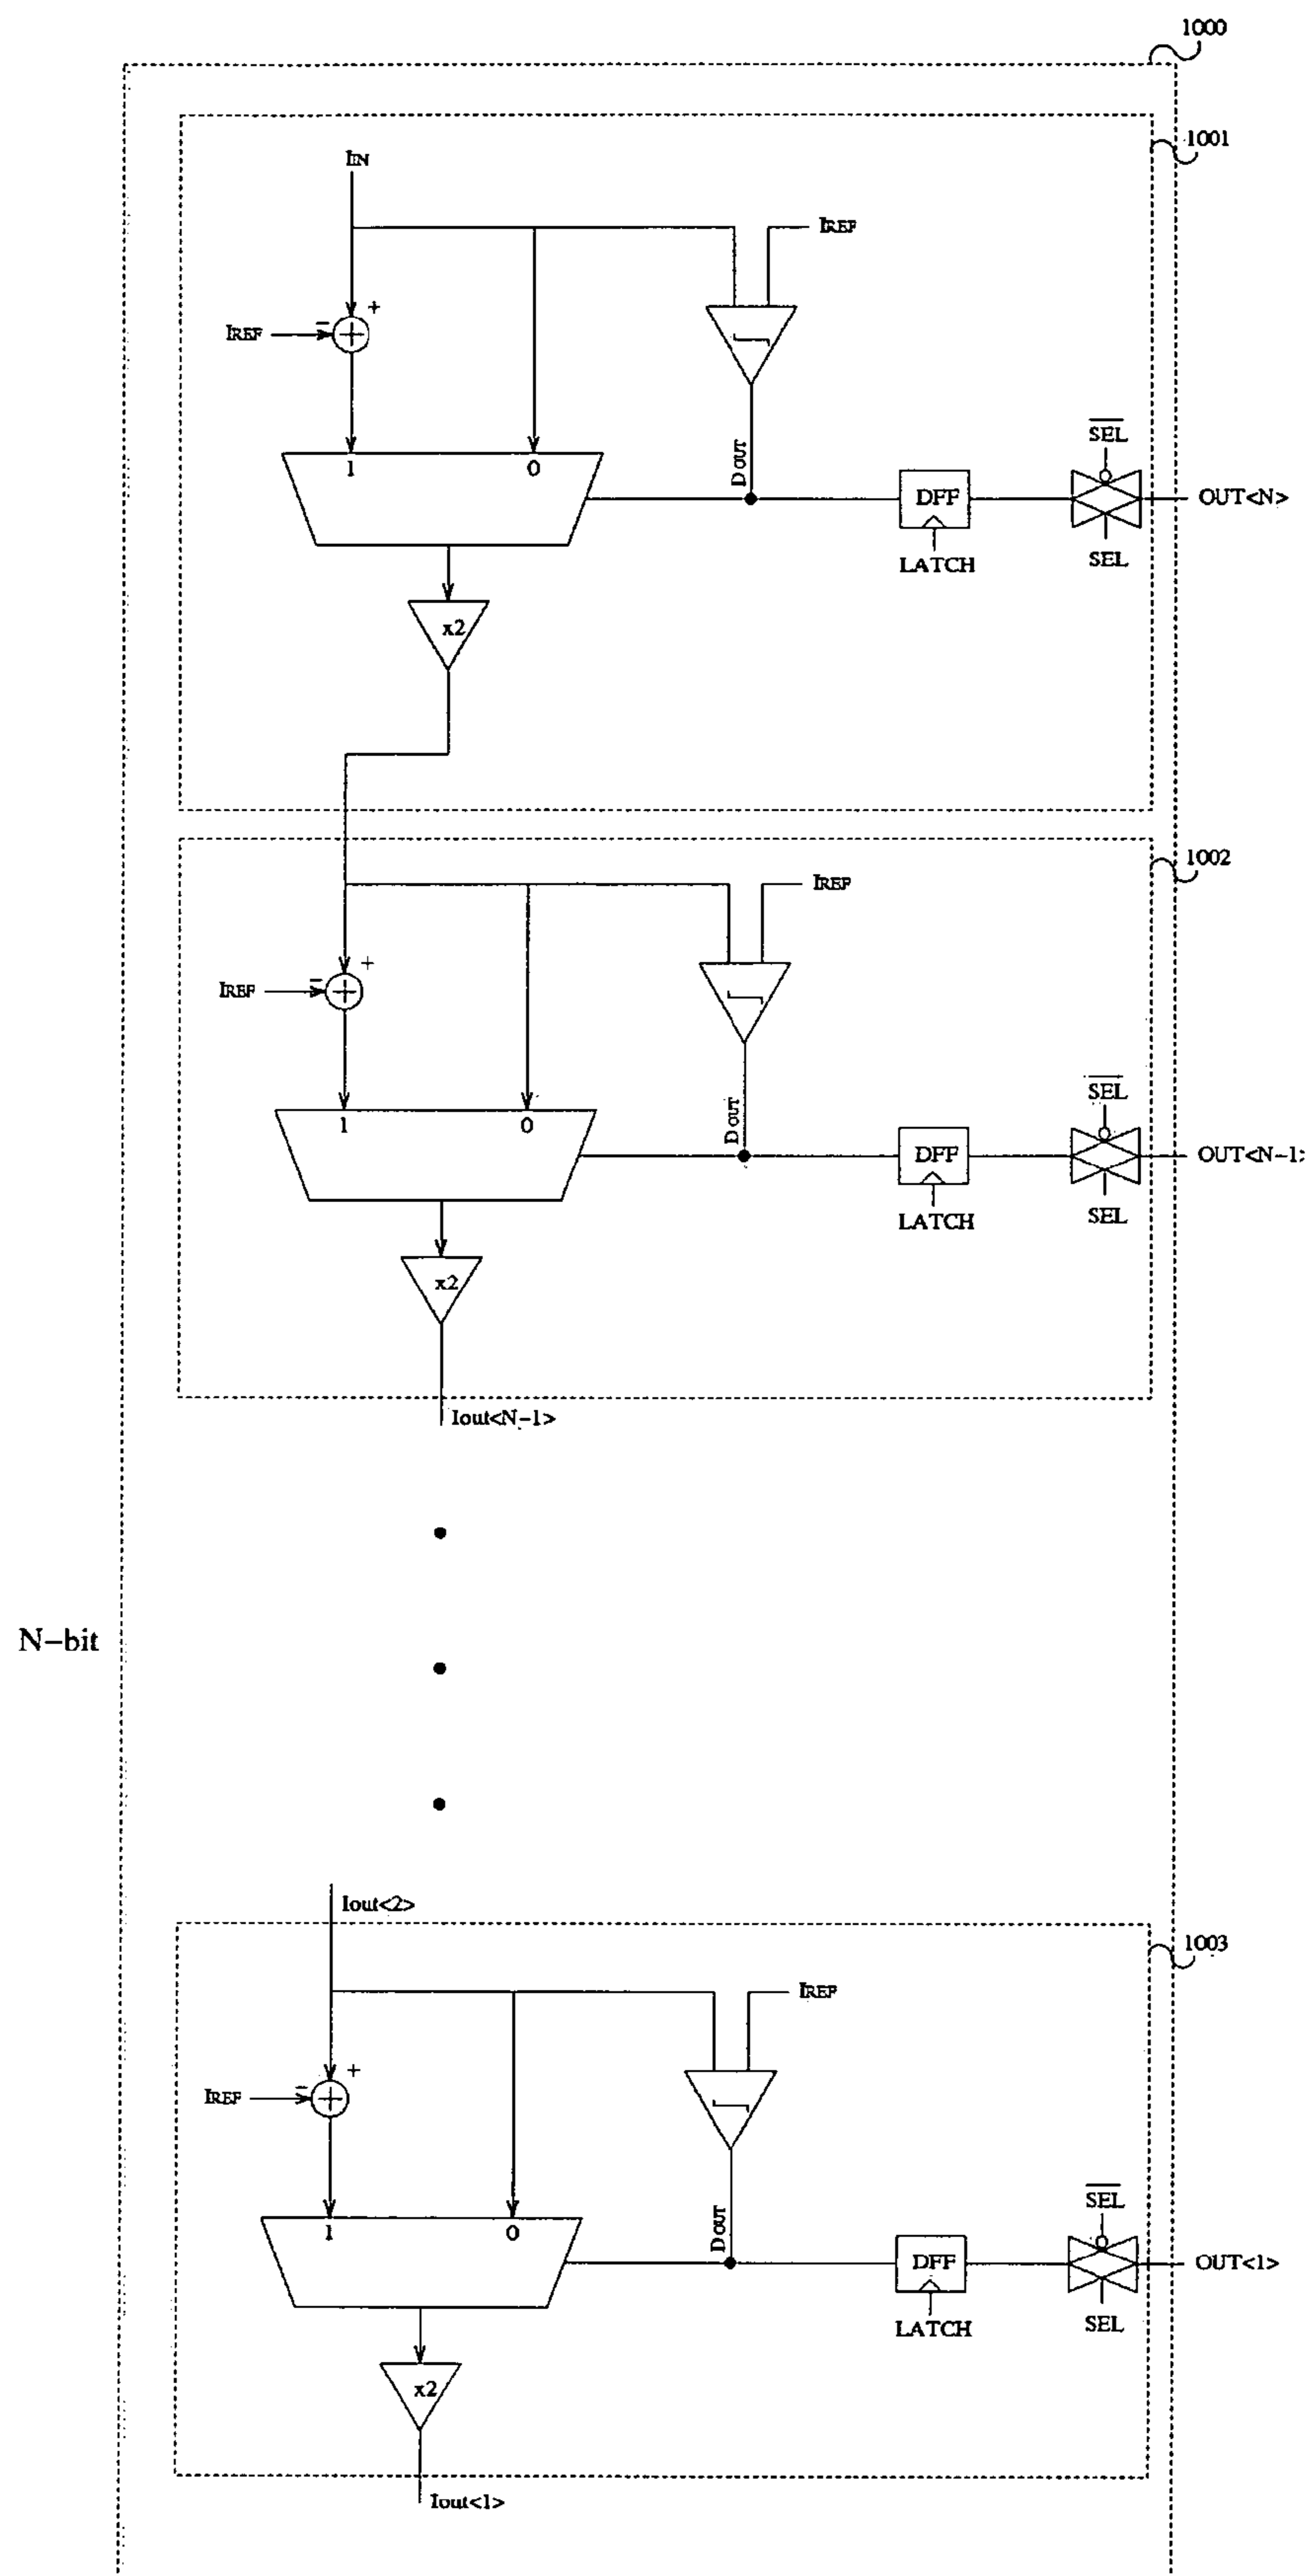 1000
1001
IIN
IREF
+
−
IREF
1 0
DOUT
SEL
DFF
OUT<N>
LATCH
SEL
x2
1002
IREF
+
−
IREF
1 0
DOUT
SEL
DFF
OUT<N−1>
LATCH
SEL
x2
Iout<N−1>
N−bit
Iout<2>
1003
IREF
+
−
IREF
1 0
DOUT
SEL
DFF
OUT<1>
LATCH
SEL
x2
Iout<1>